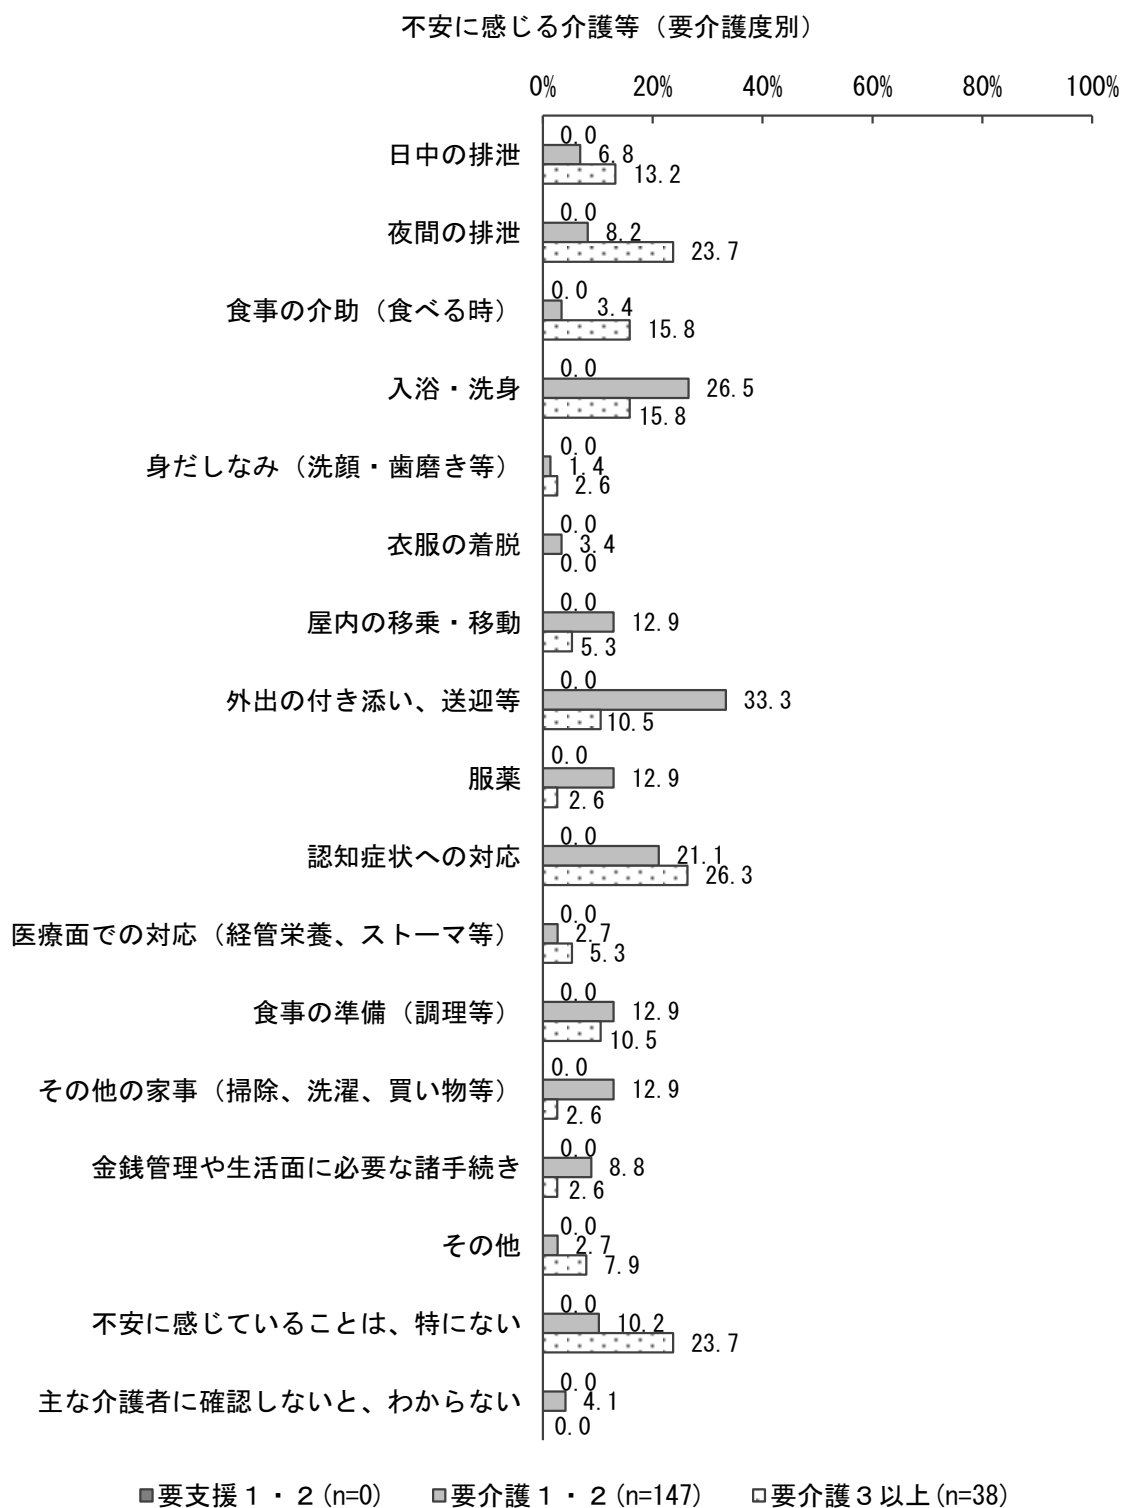 不安に感じる介護等（要介護度別）
0% 20% 40% 60% 80% 100%
日中の排泄 0.0 6.8 13.2
夜間の排泄 0.0 8.2 23.7
食事の介助（食べる時） 0.0 3.4 15.8
入浴・洗身 0.0 26.5 15.8
身だしなみ（洗顔・歯磨き等） 0.0 1.4 2.6
衣服の着脱 0.0 3.4 0.0
屋内の移乗・移動 0.0 12.9 5.3
外出の付き添い、送迎等 0.0 33.3 10.5
服薬 0.0 12.9 2.6
認知症状への対応 0.0 21.1 26.3
医療面での対応（経管栄養、ストーマ等） 0.0 2.7 5.3
食事の準備（調理等） 0.0 12.9 10.5
その他の家事（掃除、洗濯、買い物等） 0.0 12.9 2.6
金銭管理や生活面に必要な諸手続き 0.0 8.8 2.6
その他 0.0 2.7 7.9
不安に感じていることは、特にない 0.0 10.2 23.7
主な介護者に確認しないと、わからない 0.0 4.1 0.0
要支援１・２(n=0) 要介護１・２(n=147) 要介護３以上(n=38)